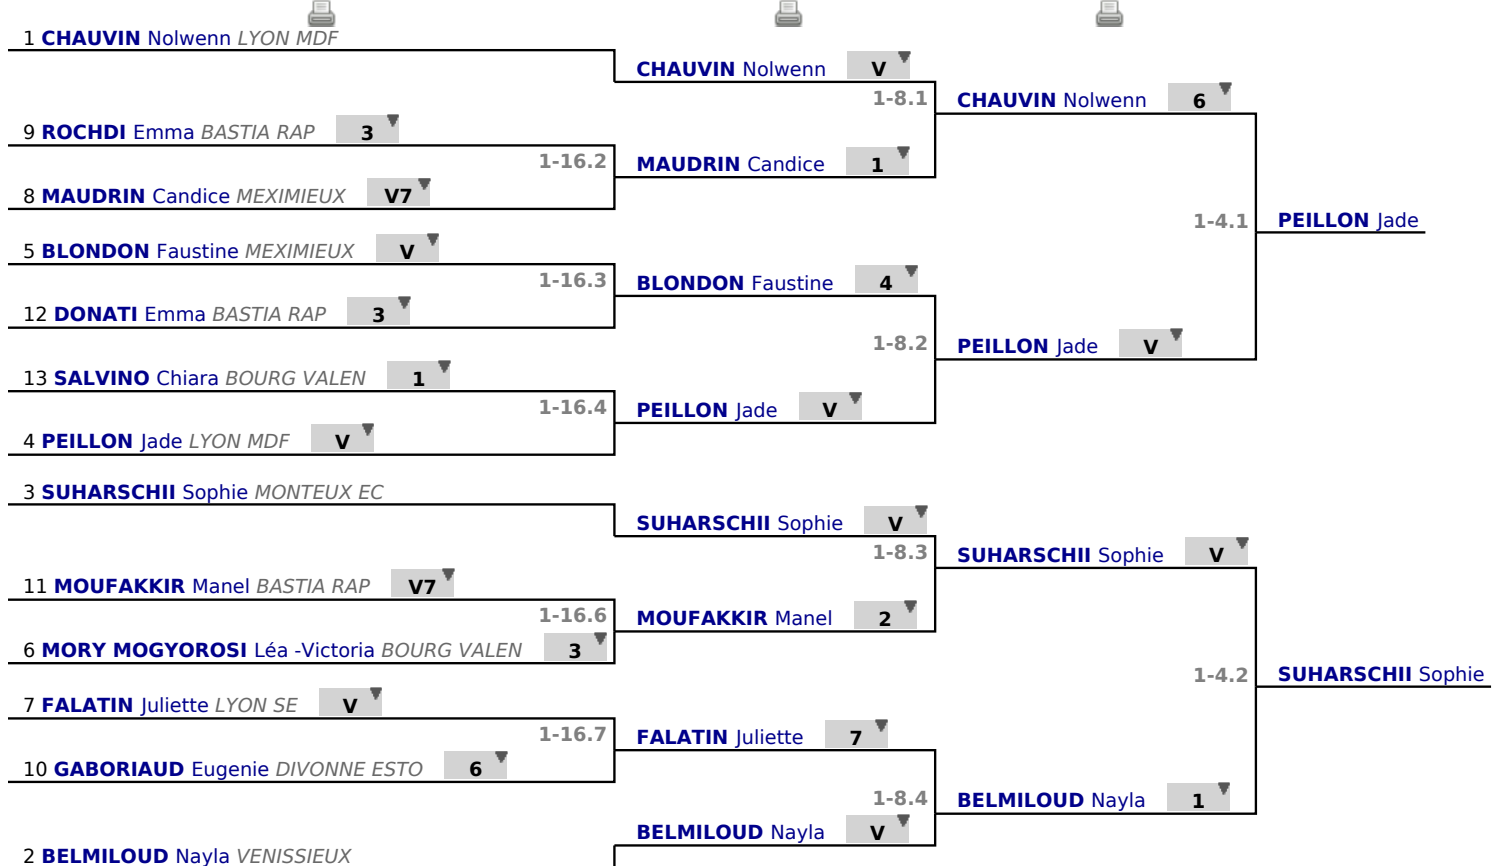 1 CHAUVIN Nolwenn LYON MDF
CHAUVIN Nolwenn V
1-8.1
CHAUVIN Nolwenn 6
9 ROCHDI Emma BASTIA RAP 3
1-16.2
MAUDRIN Candice 1
8 MAUDRIN Candice MEXIMIEUX V7
1-4.1
PEILLON Jade
5 BLONDON Faustine MEXIMIEUX V
1-16.3
BLONDON Faustine 4
12 DONATI Emma BASTIA RAP 3
1-8.2
PEILLON Jade V
13 SALVINO Chiara BOURG VALEN 1
1-16.4
PEILLON Jade V
4 PEILLON Jade LYON MDF V
3 SUHARSCHII Sophie MONTEUX EC
SUHARSCHII Sophie V
1-8.3
SUHARSCHII Sophie V
11 MOUFAKKIR Manel BASTIA RAP V7
1-16.6
MOUFAKKIR Manel 2
6 MORY MOGYOROSI Léa -Victoria BOURG VALEN 3
1-4.2
SUHARSCHII Sophie
7 FALATIN Juliette LYON SE V
1-16.7
FALATIN Juliette 7
10 GABORIAUD Eugenie DIVONNE ESTO 6
1-8.4
BELMILOUD Nayla 1
BELMILOUD Nayla V
2 BELMILOUD Nayla VENISSIEUX